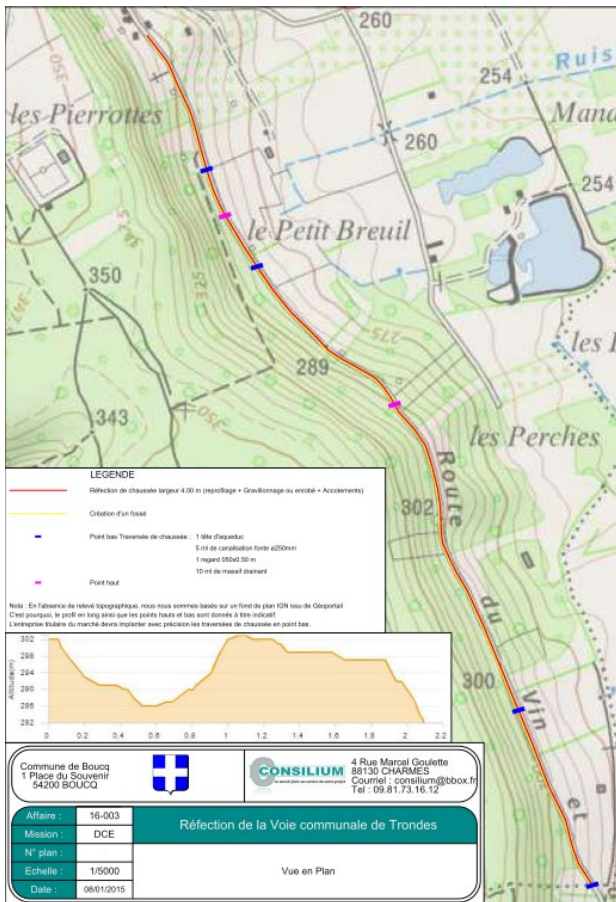 260
350
254
Ruis
les Pierrottes
260
Mand
254
le Petit Breuil
325
350
275
289
les
350
343
les Perches
Route
302
LEGENDE
Réfection de chaussée largeur 4.00 m (reprofilage + Gravillonnage ou enrobé + Accotements)
Création d'un fossé
Point bas Traversée de chaussée : 1 tête d'aqueduc
5 ml de canalisation fonte ø250mm
10 ml de massif drainant
Point haut
Nota : En l'absence de relevé topographique, nous nous sommes basés sur un fond de plan IGN issu de Géoportail
C'est pourquoi, le profil en long ainsi que les points hauts et bas sont donnés à titre indicatif.
L'entreprise titulaire du marché devra implanter avec précision les traversées de chaussée en point bas.
du
300
Vin
et
Altitude(m)
302
298
294
290
286
282
0 0.2 0.4 0.6 0.8 1 1.2 1.4 1.6 1.8 2 2.2
Commune de Boucq
1 Place du Souvenir
54200 BOUCQ
CONSILIUM
4 Rue Marcel Goulette
88130 CHARMES
Courriel : consilium@bbox.fr
Tel : 09.81.73.16.12
Affaire : 16-003
Mission : DCE
N° plan :
Echelle : 1/5000
Date : 08/01/2015
Réfection de la Voie communale de Trondes
Vue en Plan